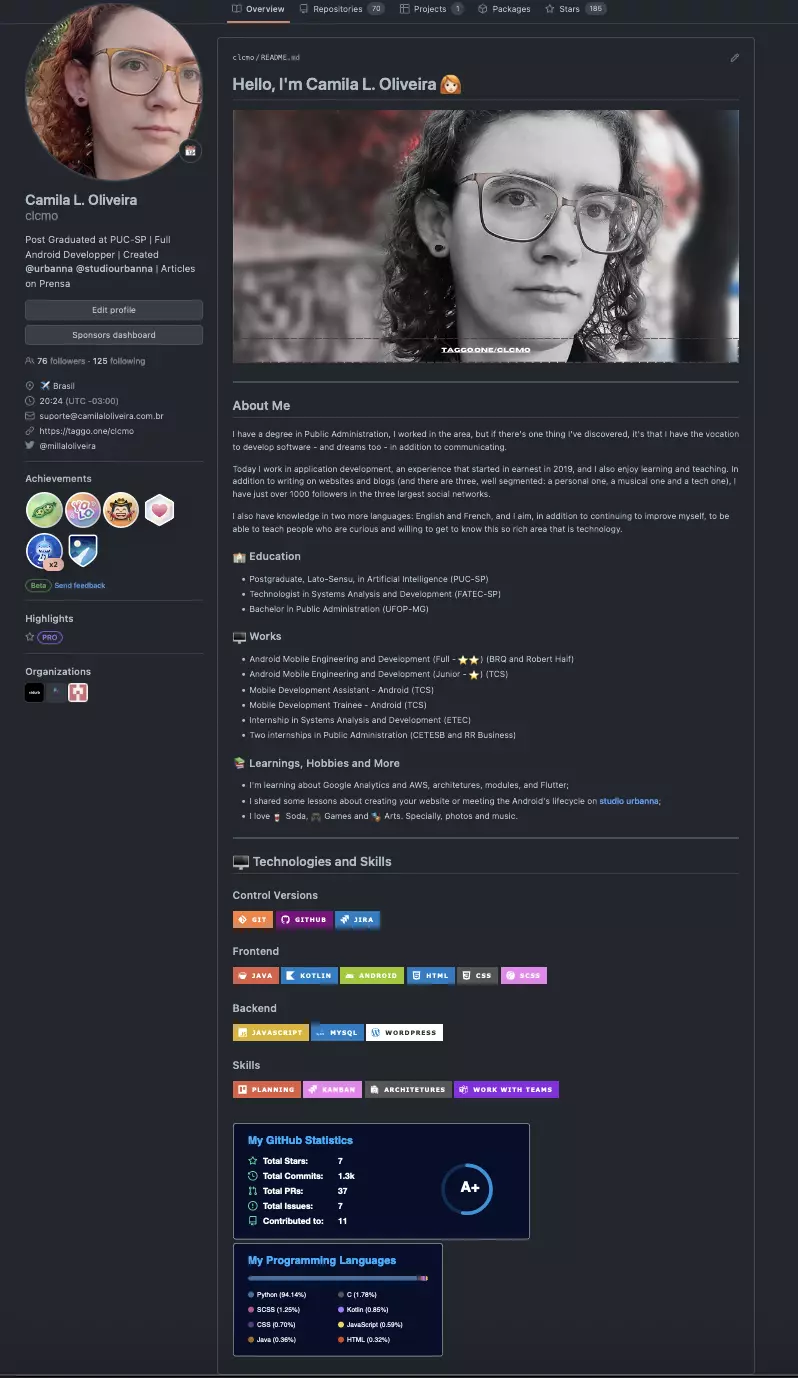 Overview Repositories 70 Projects 1 Packages Stars 185
clcmo/README.md
Hello, I'm Camila L. Oliveira
TAGGO.ONE/CLCMO
Camila L. Oliveira
clcmo
Post Graduated at PUC-SP | Full
Android Developper | Created
@urbanna @studiourbanna | Articles
on Prensa
Edit profile
Sponsors dashboard
76 followers · 125 following
Brasil
20:24 (UTC -03:00)
suporte@camilaloliveira.com.br
https://taggo.one/clcmo
@millaloliveira
Achievements
YOLO
x2
Beta Send feedback
Highlights
PRO
Organizations
About Me
I have a degree in Public Administration, I worked in the area, but if there's one thing I've discovered, it's that I have the vocation
to develop software - and dreams too - in addition to communicating.
Today I work in application development, an experience that started in earnest in 2019, and I also enjoy learning and teaching. In
addition to writing on websites and blogs (and there are three, well segmented: a personal one, a musical one and a tech one), I
have just over 1000 followers in the three largest social networks.
I also have knowledge in two more languages: English and French, and I aim, in addition to continuing to improve myself, to be
able to teach people who are curious and willing to get to know this so rich area that is technology.
Education
• Postgraduate, Lato-Sensu, in Artificial Intelligence (PUC-SP)
• Technologist in Systems Analysis and Development (FATEC-SP)
• Bachelor in Public Administration (UFOP-MG)
Works
• Android Mobile Engineering and Development (Full - ⭐⭐) (BRQ and Robert Half)
• Android Mobile Engineering and Development (Junior - ⭐) (TCS)
• Mobile Development Assistant - Android (TCS)
• Mobile Development Trainee - Android (TCS)
• Internship in Systems Analysis and Development (ETEC)
• Two internships in Public Administration (CETESB and RR Business)
Learnings, Hobbies and More
• I'm learning about Google Analytics and AWS, architetures, modules, and Flutter;
• I shared some lessons about creating your website or meeting the Android's lifecycle on studio urbanna;
• I love Soda, Games and Arts. Specially, photos and music.
Technologies and Skills
Control Versions
GIT GITHUB JIRA
Frontend
JAVA KOTLIN ANDROID HTML CSS SCSS
Backend
JAVASCRIPT MYSQL WORDPRESS
Skills
PLANNING KANBAN ARCHITETURES WORK WITH TEAMS
My GitHub Statistics
Total Stars: 7
Total Commits: 1.3k
Total PRs: 37
Total Issues: 7
Contributed to: 11
A+
My Programming Languages
Python (94.14%) C (1.78%)
SCSS (1.25%) Kotlin (0.85%)
CSS (0.70%) JavaScript (0.59%)
Java (0.36%) HTML (0.32%)